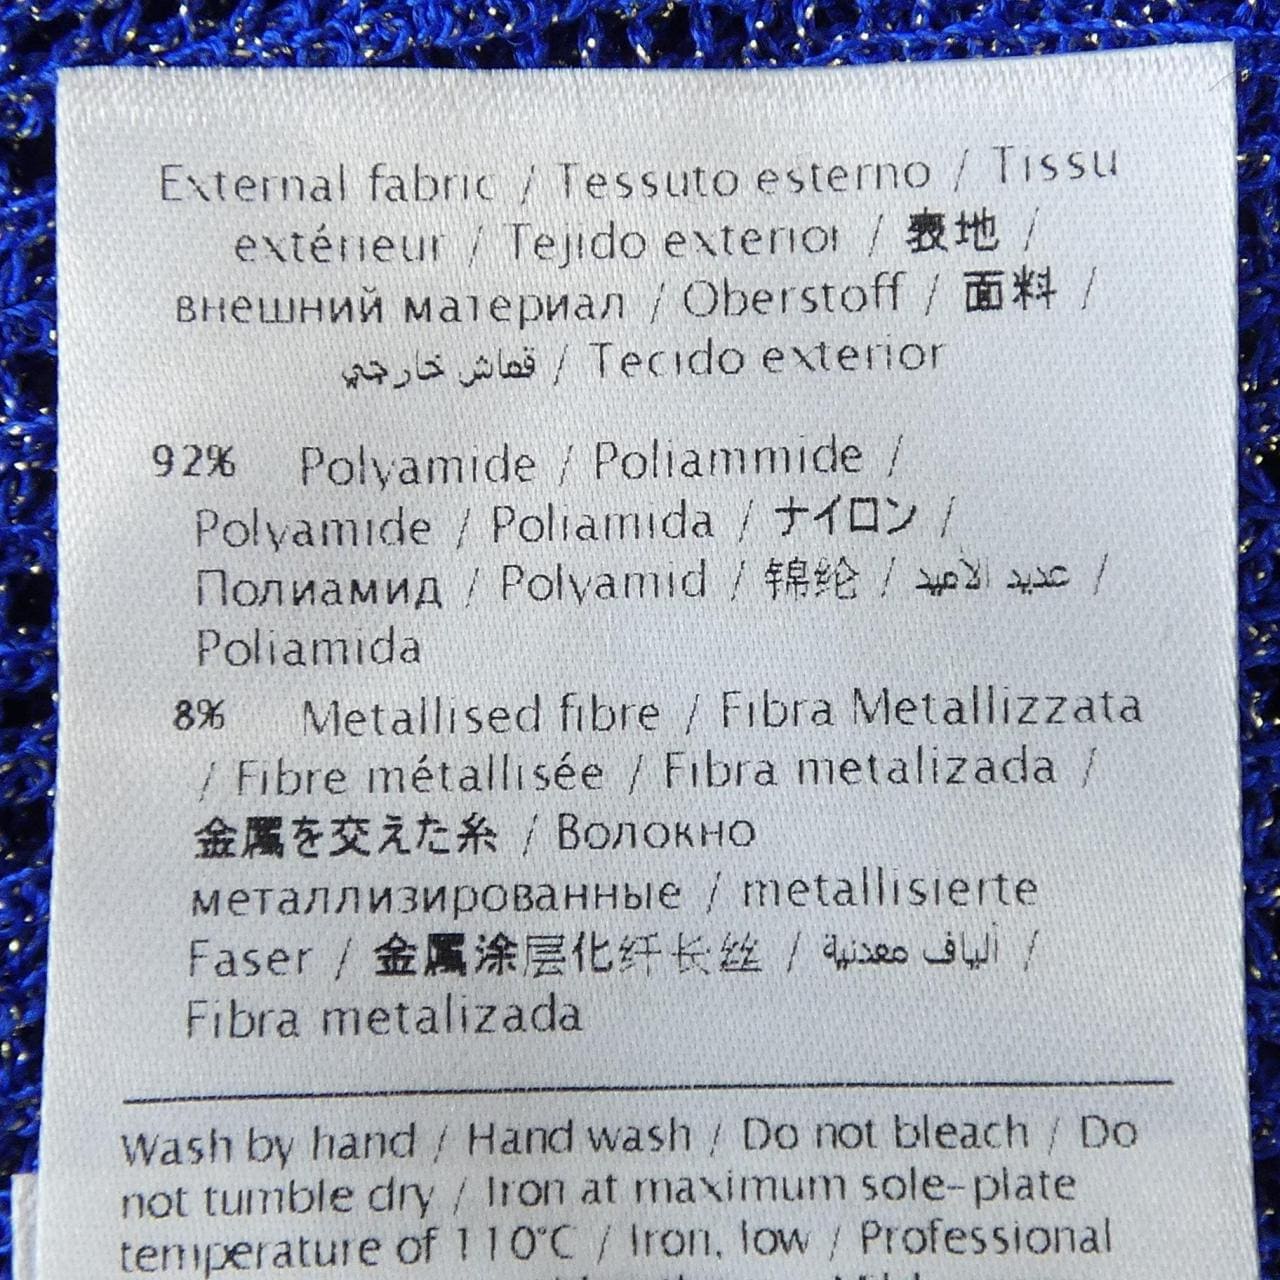 External fabric / Tessuto esterno / Tissu
extérieur / Tejido exterior / 表地 /
внешний материал / Oberstoff / 面料 /
قماش خارجي / Tecido exterior
92% Polyamide / Poliammide /
Polyamide / Poliamida / ナイロン /
Полиамид / Polyamid / 锦纶 / عديد الاميد /
Poliamida
8% Metallised fibre / Fibra Metallizzata
/ Fibre métallisée / Fibra metalizada /
金属を交えた糸 / Волокно
металлизированные / metallisierte
Faser / 金属涂层化纤长丝 / ألياف معدنية /
Fibra metalizada
Wash by hand / Hand wash / Do not bleach / Do
not tumble dry / Iron at maximum sole-plate
temperature of 110°C / Iron, low / Professional